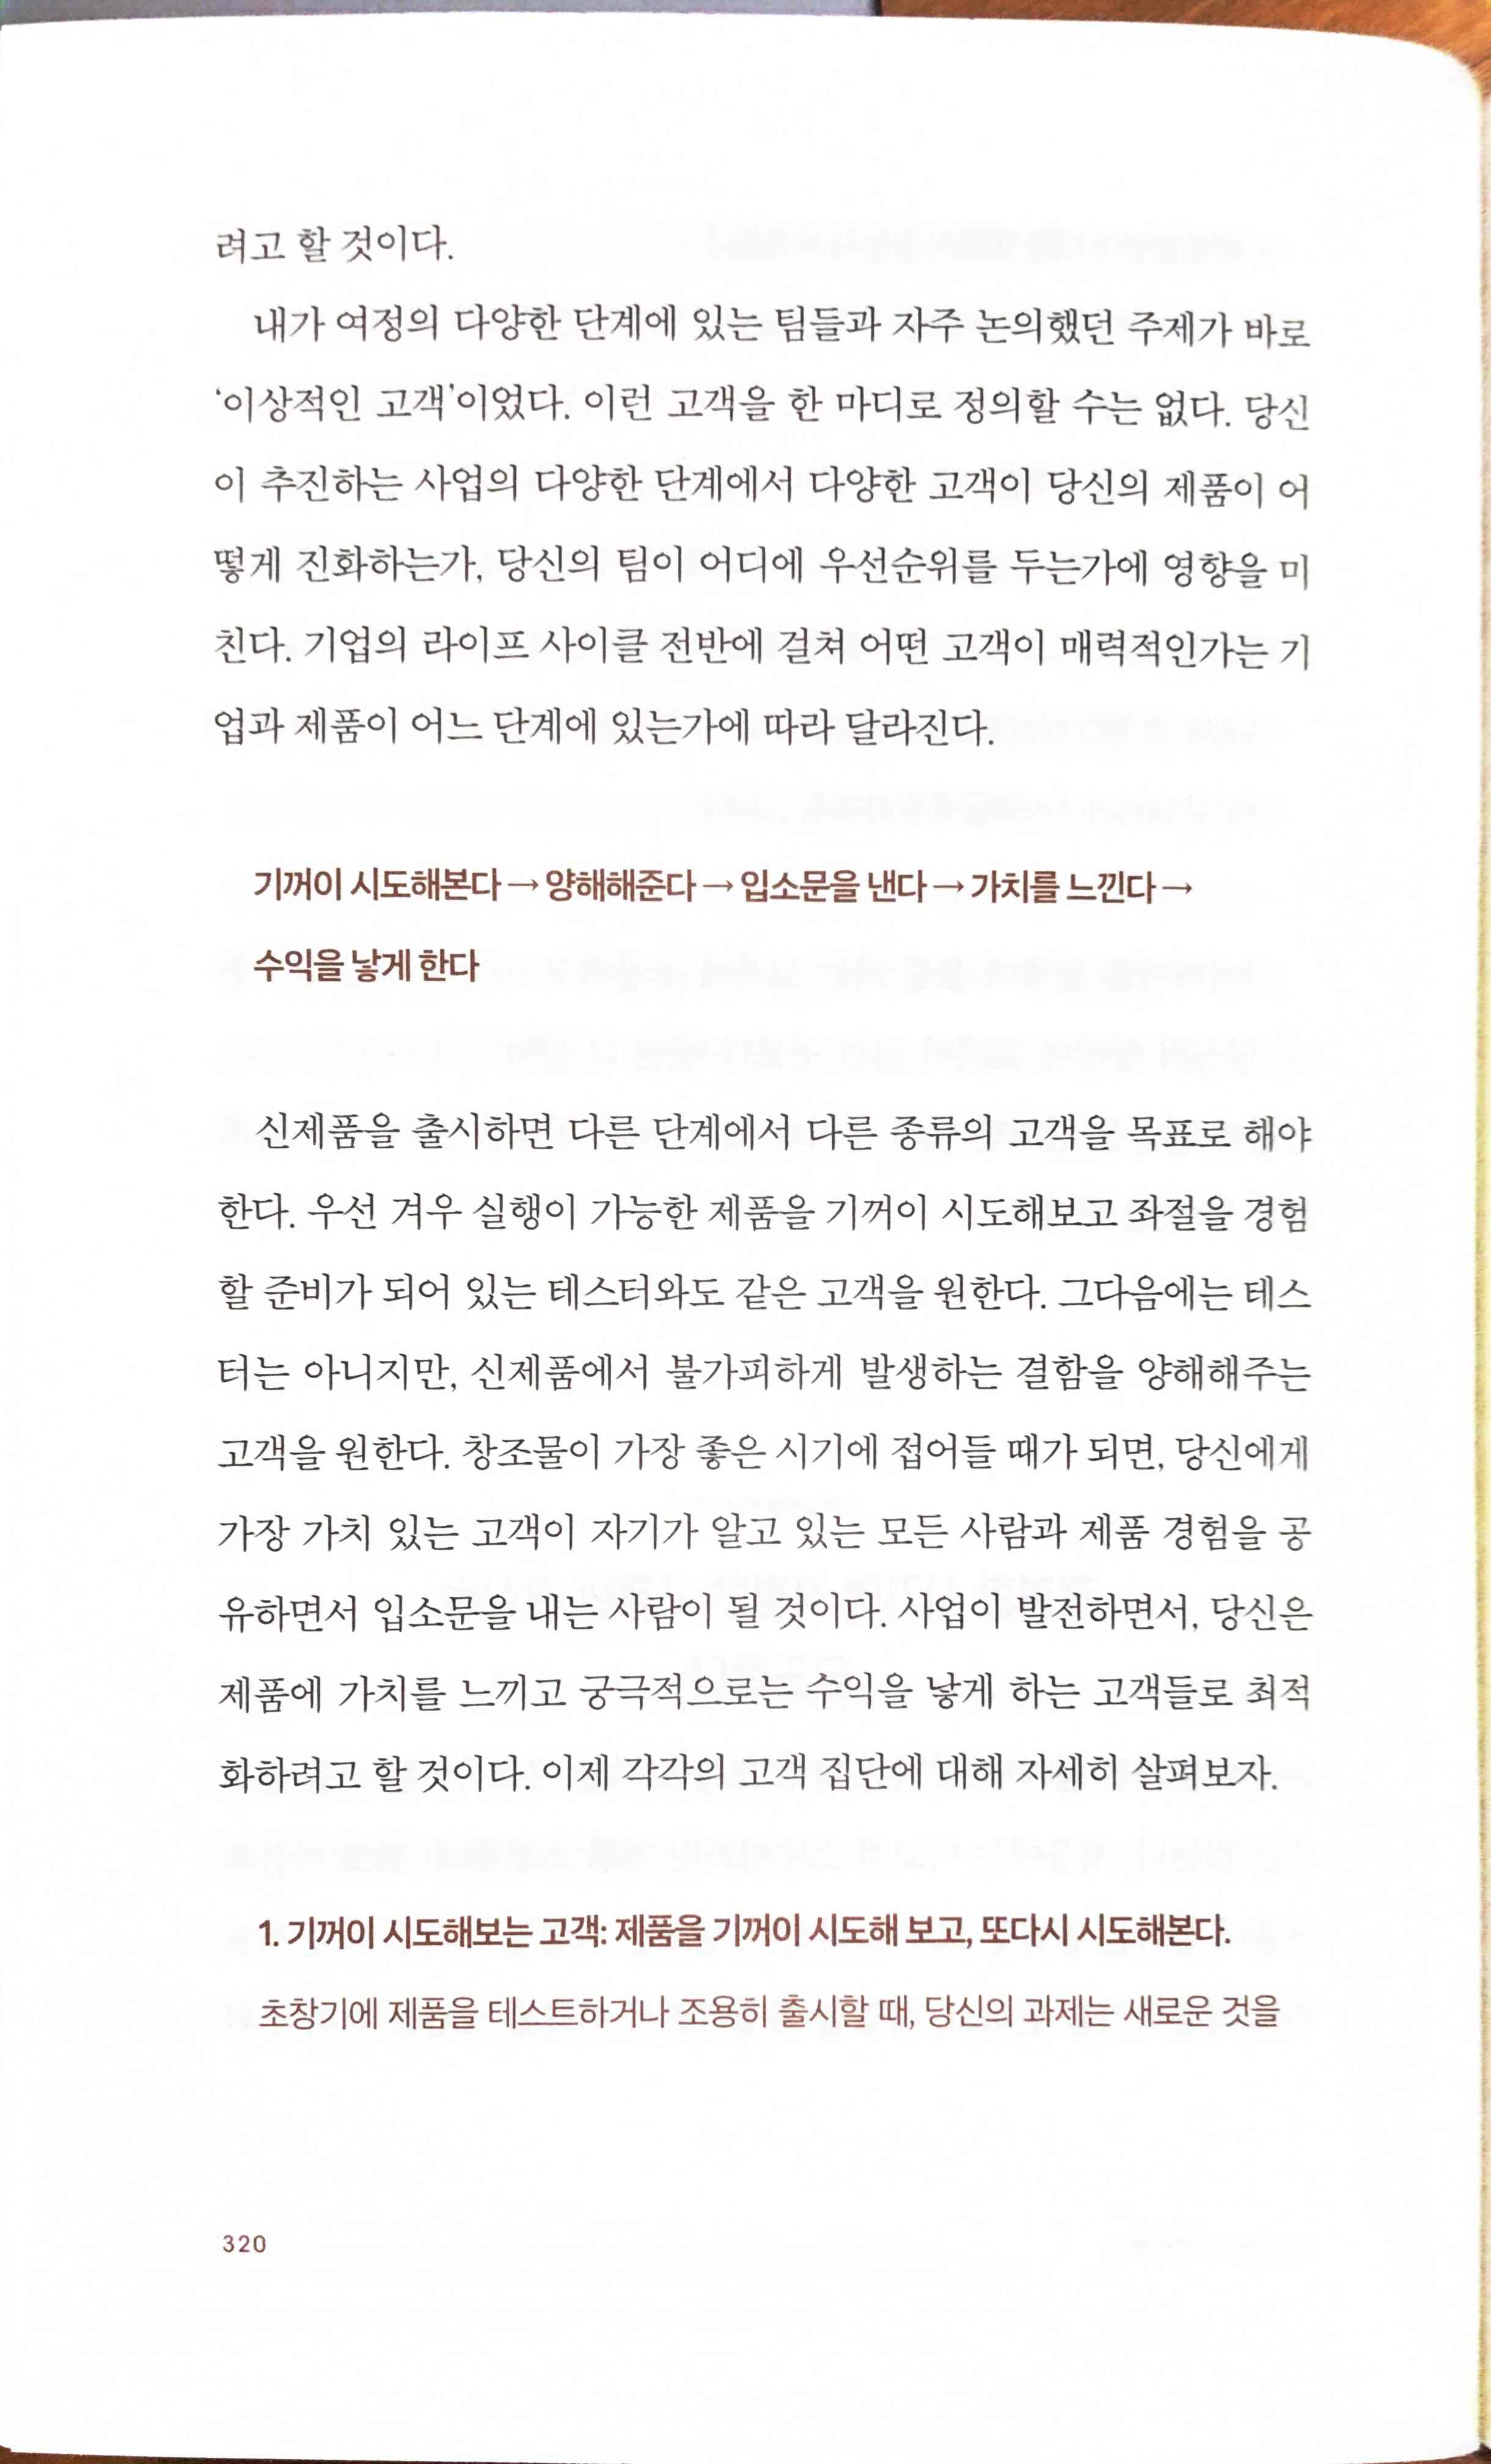 려고 할 것이다.
내가 여정의 다양한 단계에 있는 팀들과 자주 논의했던 주제가 바로
‘이상적인 고객’이었다. 이런 고객을 한 마디로 정의할 수는 없다. 당신
이 추진하는 사업의 다양한 단계에서 다양한 고객이 당신의 제품이 어
떻게 진화하는가, 당신의 팀이 어디에 우선순위를 두는가에 영향을 미
친다. 기업의 라이프 사이클 전반에 걸쳐 어떤 고객이 매력적인가는 기
업과 제품이 어느 단계에 있는가에 따라 달라진다.
기꺼이 시도해본다 → 양해해준다 → 입소문을 낸다 → 가치를 느낀다 →
수익을 낳게 한다
신제품을 출시하면 다른 단계에서 다른 종류의 고객을 목표로 해야
한다. 우선 겨우 실행이 가능한 제품을 기꺼이 시도해보고 좌절을 경험
할 준비가 되어 있는 테스터와도 같은 고객을 원한다. 그다음에는 테스
터는 아니지만, 신제품에서 불가피하게 발생하는 결함을 양해해주는
고객을 원한다. 창조물이 가장 좋은 시기에 접어들 때가 되면, 당신에게
가장 가치 있는 고객이 자기가 알고 있는 모든 사람과 제품 경험을 공
유하면서 입소문을 내는 사람이 될 것이다. 사업이 발전하면서, 당신은
제품에 가치를 느끼고 궁극적으로는 수익을 낳게 하는 고객들로 최적
화하려고 할 것이다. 이제 각각의 고객 집단에 대해 자세히 살펴보자.
1. 기꺼이 시도해보는 고객: 제품을 기꺼이 시도해 보고, 또다시 시도해본다.
초창기에 제품을 테스트하거나 조용히 출시할 때, 당신의 과제는 새로운 것을
320